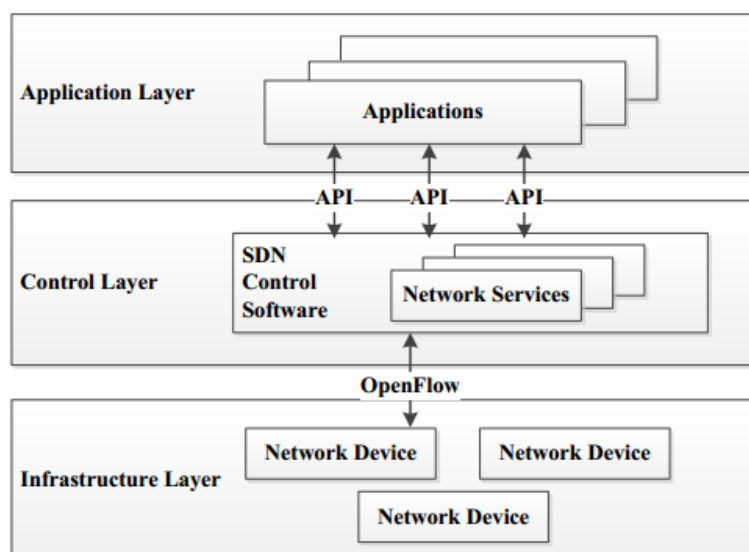 Application Layer
Applications
API API API
Control Layer
SDN
Control
Software
Network Services
OpenFlow
Infrastructure Layer
Network Device
Network Device
Network Device